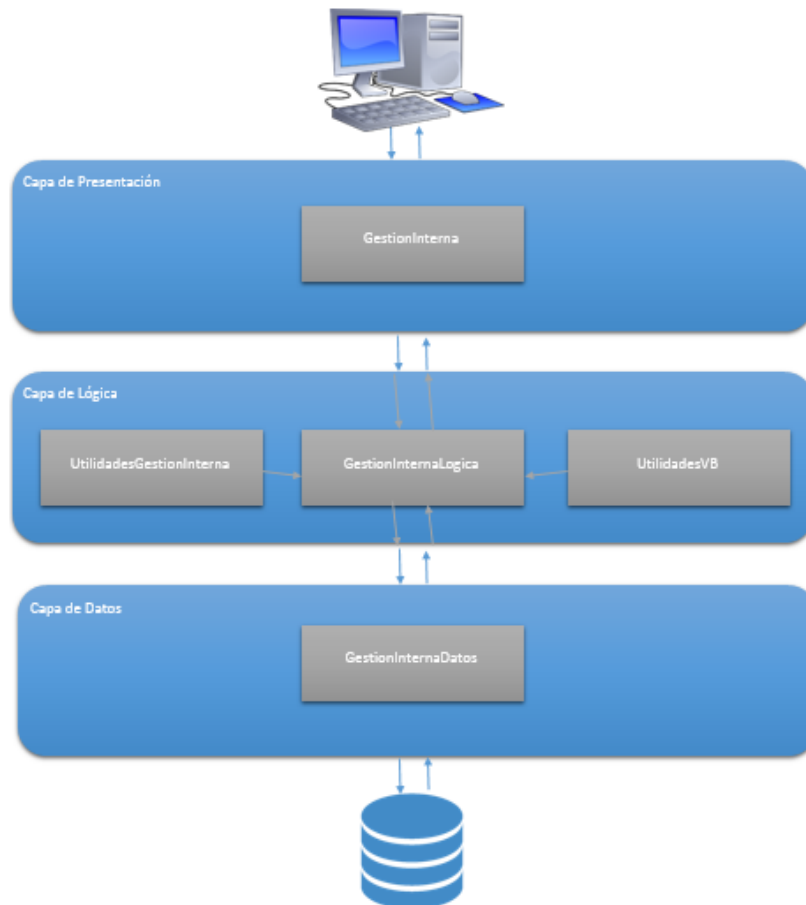 Capa de Presentación
GestionInterna
Capa de Lógica
UtilidadesGestionInterna
GestionInternaLogica
UtilidadesVB
Capa de Datos
GestionInternaDatos